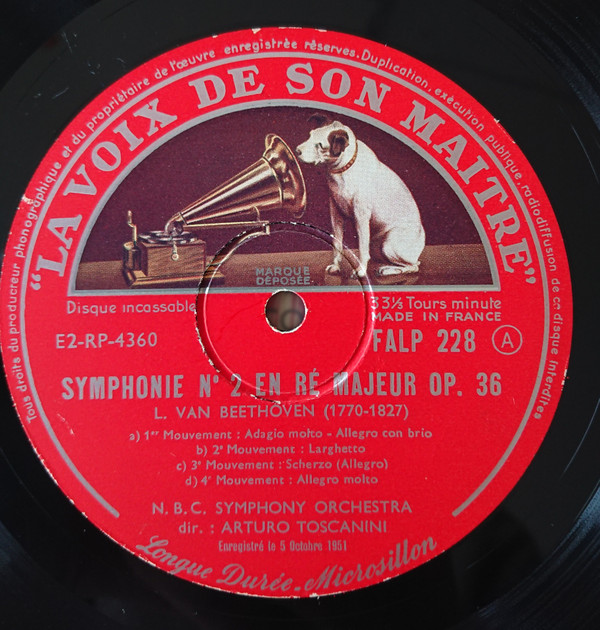 Tous droits du producteur phonographique et du propriétaire de l'œuvre enregistrée réservés. Duplication, exécution publique, radiodiffusion de ce disque interdites
"LA VOIX DE SON MAITRE"
MARQUE
DÉPOSÉE.
Disque incassable
33⅓ Tours minute
MADE IN FRANCE
E2-RP-4360
FALP 228 A
SYMPHONIE Nº 2 EN RÉ MAJEUR OP. 36
L. VAN BEETHOVEN (1770-1827)
a) 1er Mouvement : Adagio molto - Allegro con brio
b) 2e Mouvement : Larghetto
c) 3e Mouvement : Scherzo (Allegro)
d) 4e Mouvement : Allegro molto
N. B. C. SYMPHONY ORCHESTRA
dir. : ARTURO TOSCANINI
Enregistré le 5 Octobre 1951
Longue Durée - Microsillon